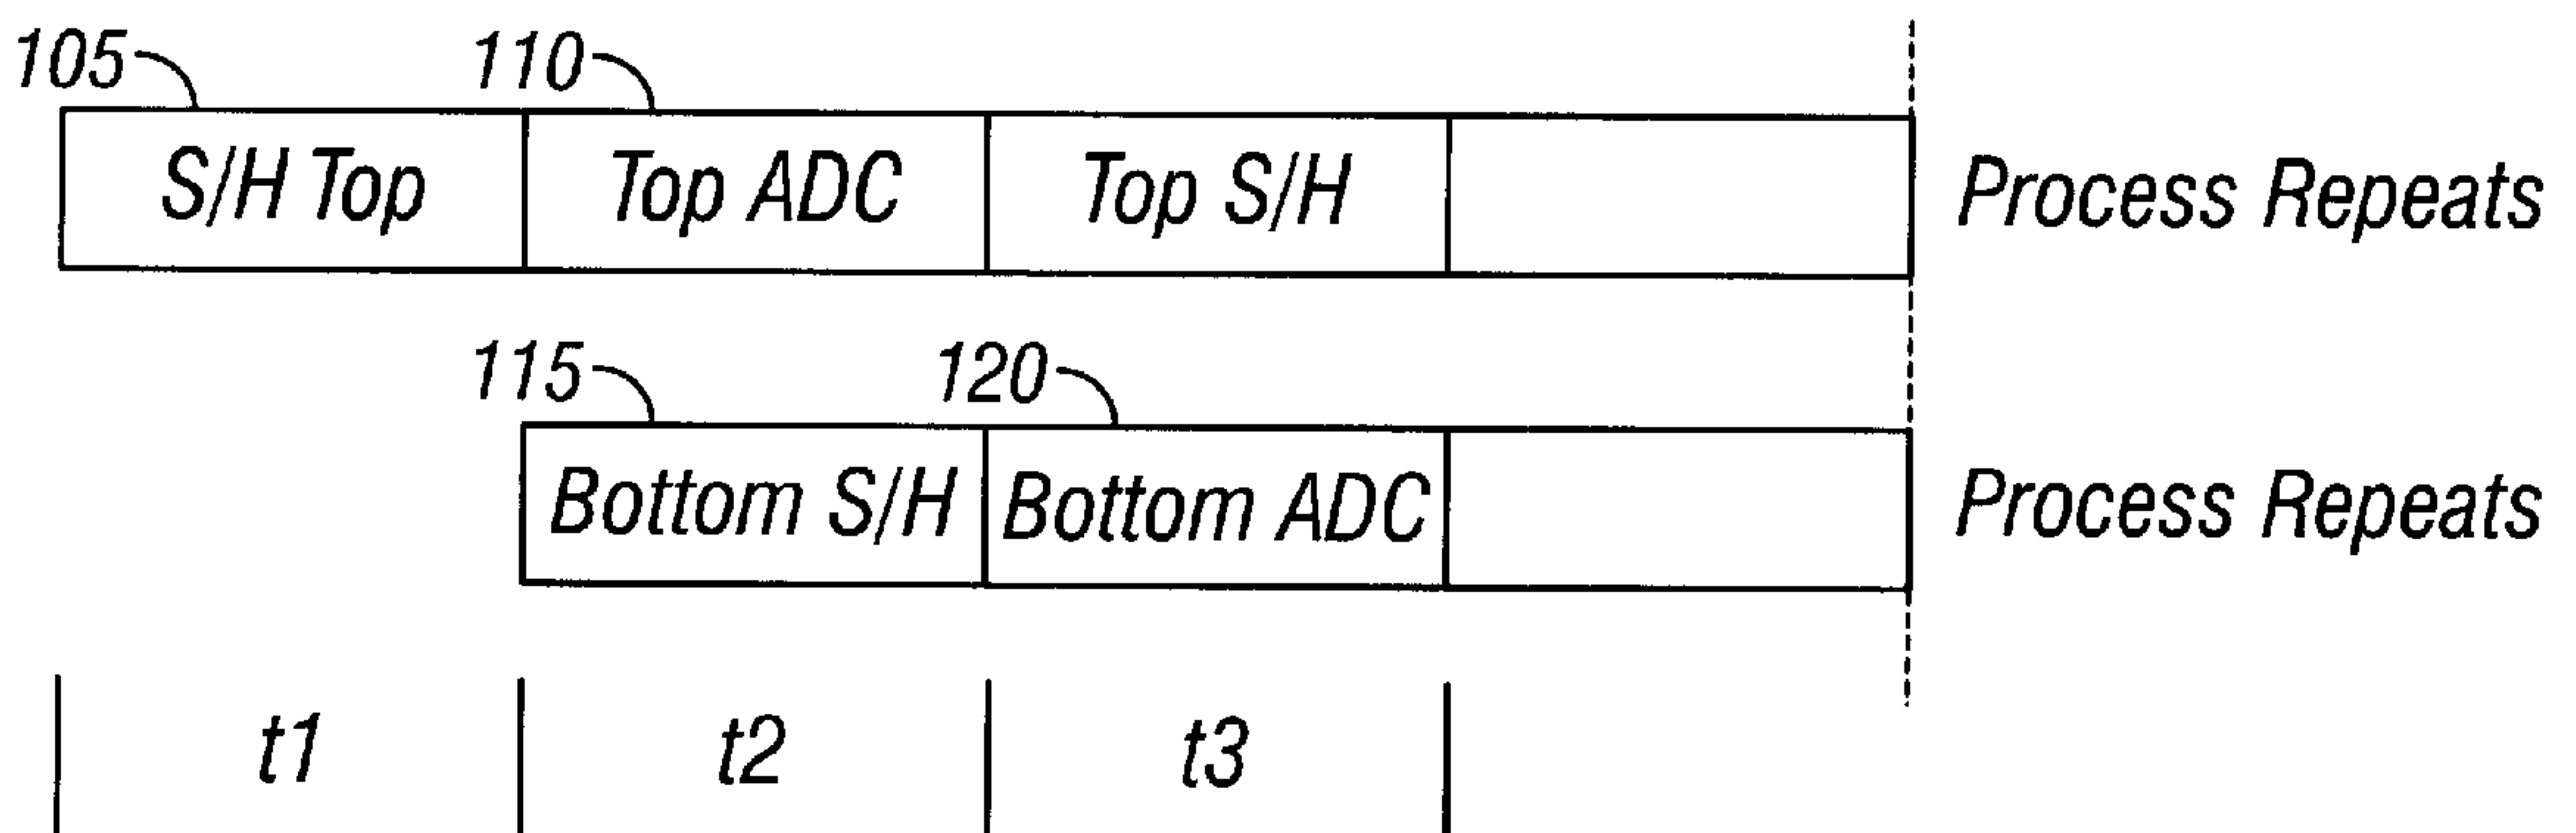 105 110
S/H Top Top ADC Top S/H Process Repeats
115 120
Bottom S/H Bottom ADC Process Repeats
t1 t2 t3